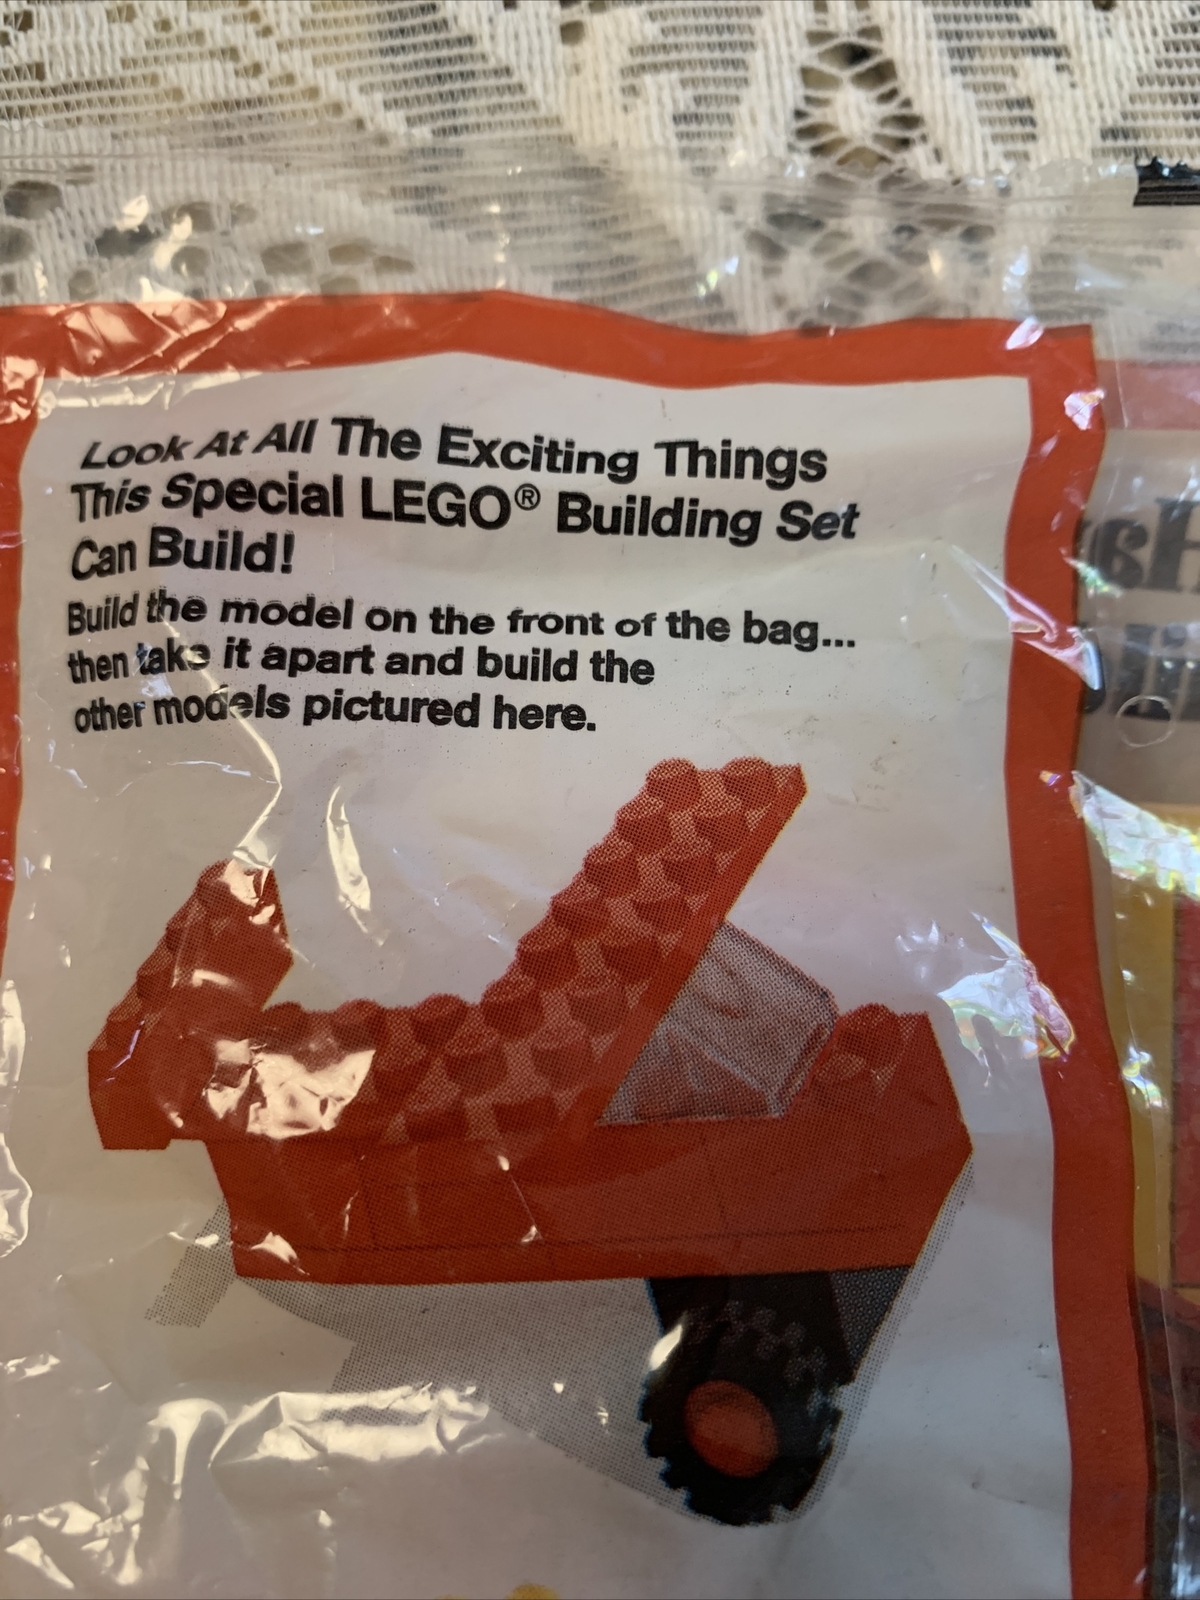 Look At All The Exciting Things
This Special LEGO® Building Set
Can Build!
Build the model on the front of the bag...
then take it apart and build the
other models pictured here.